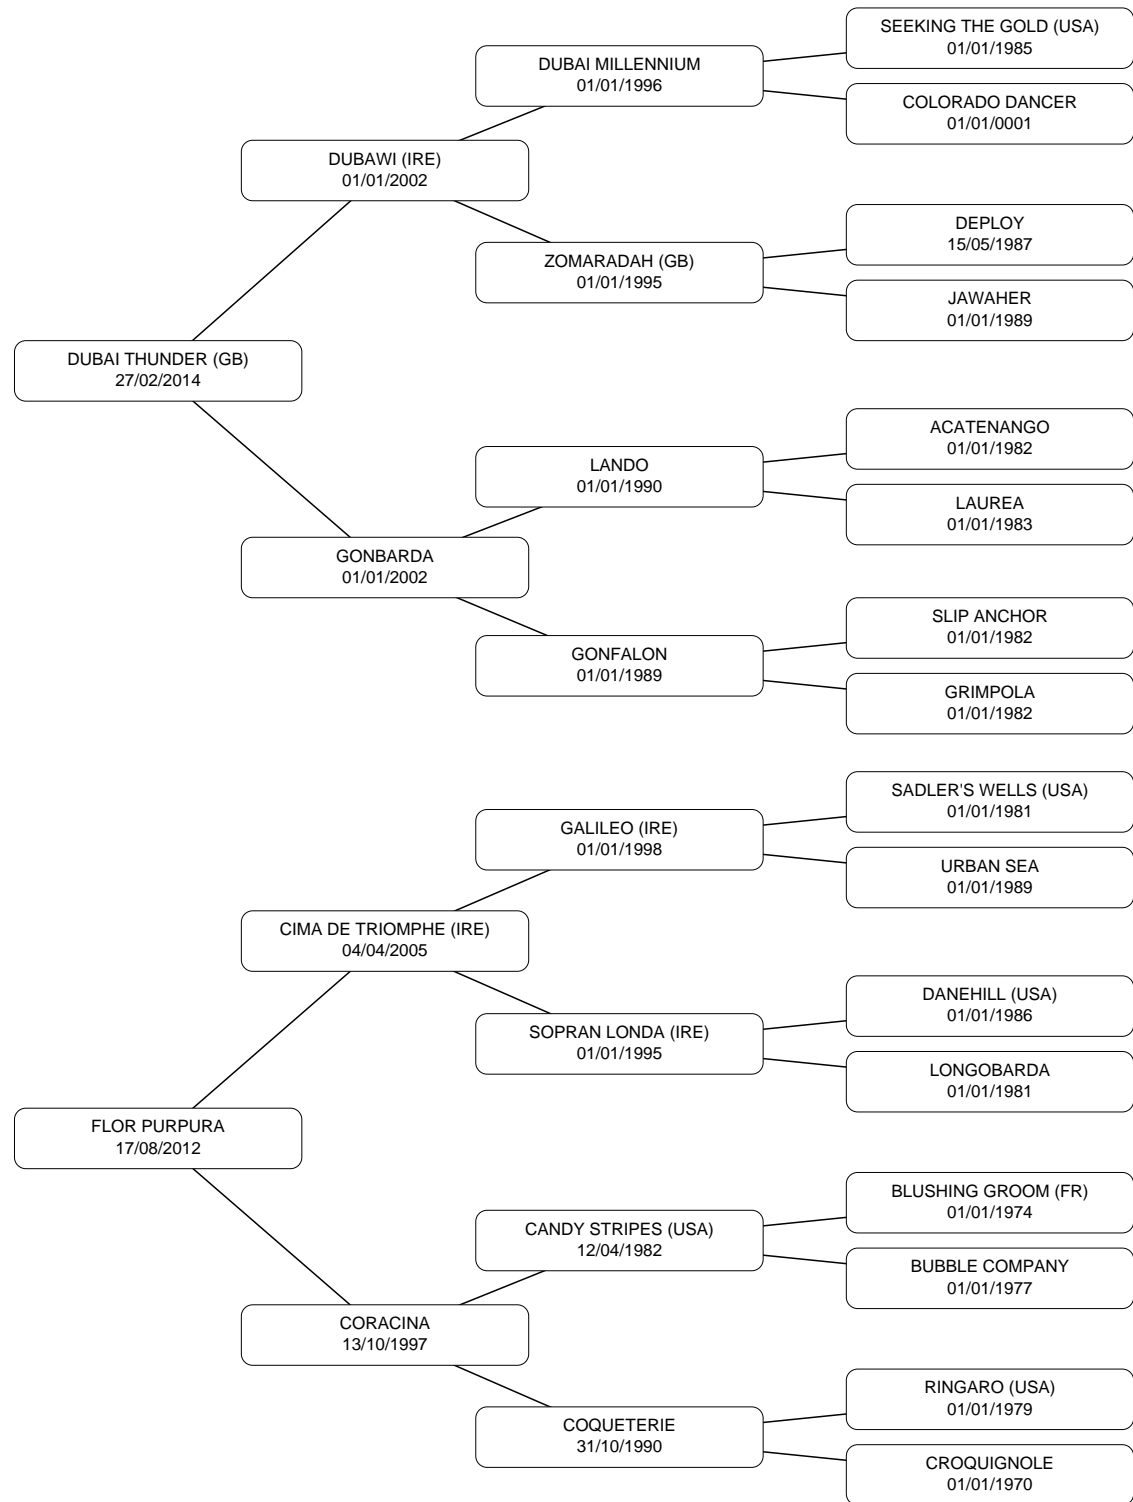 SEEKING THE GOLD (USA)
01/01/1985
DUBAI MILLENNIUM
01/01/1996
COLORADO DANCER
01/01/0001
DUBAWI (IRE)
01/01/2002
DEPLOY
15/05/1987
ZOMARADAH (GB)
01/01/1995
JAWAHER
01/01/1989
DUBAI THUNDER (GB)
27/02/2014
ACATENANGO
01/01/1982
LANDO
01/01/1990
LAUREA
01/01/1983
GONBARDA
01/01/2002
SLIP ANCHOR
01/01/1982
GONFALON
01/01/1989
GRIMPOLA
01/01/1982
SADLER'S WELLS (USA)
01/01/1981
GALILEO (IRE)
01/01/1998
URBAN SEA
01/01/1989
CIMA DE TRIOMPHE (IRE)
04/04/2005
DANEHILL (USA)
01/01/1986
SOPRAN LONDA (IRE)
01/01/1995
LONGOBARDA
01/01/1981
FLOR PURPURA
17/08/2012
BLUSHING GROOM (FR)
01/01/1974
CANDY STRIPES (USA)
12/04/1982
BUBBLE COMPANY
01/01/1977
CORACINA
13/10/1997
RINGARO (USA)
01/01/1979
COQUETERIE
31/10/1990
CROQUIGNOLE
01/01/1970